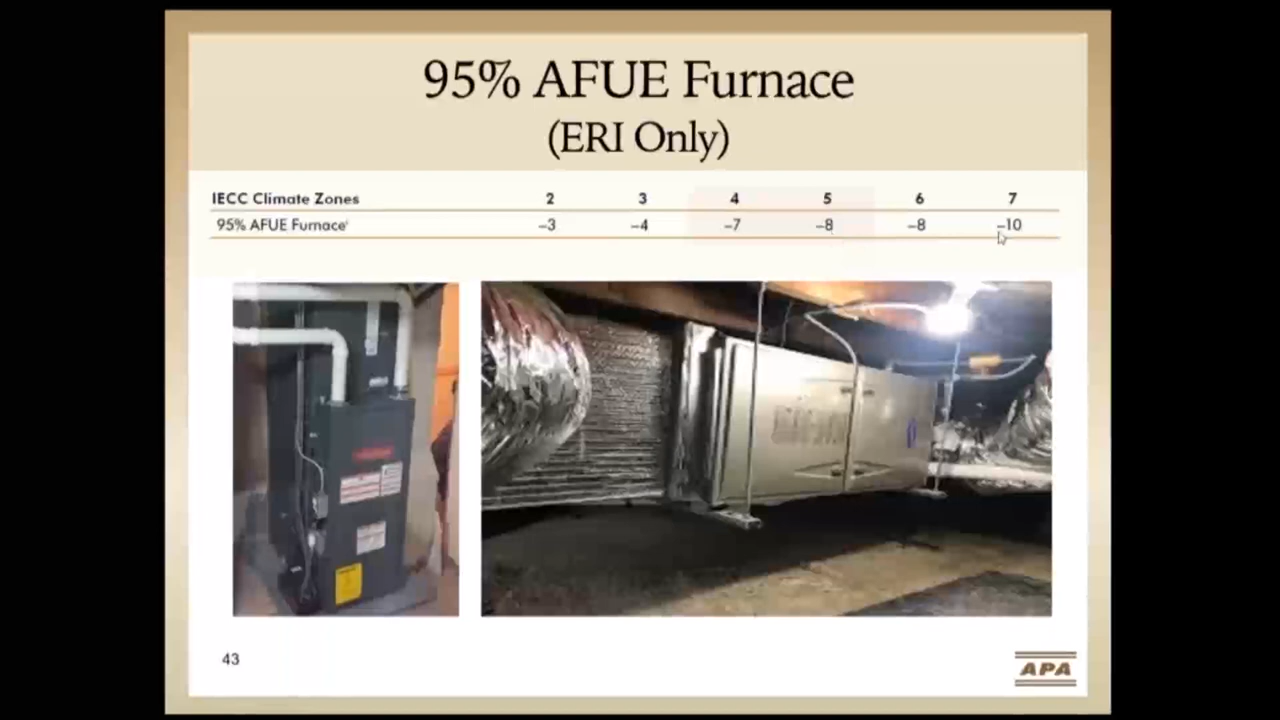 95% AFUE Furnace
(ERI Only)
IECC Climate Zones 2 3 4 5 6 7
95% AFUE Furnace –3 –4 –7 –8 –8 –10
43
APA